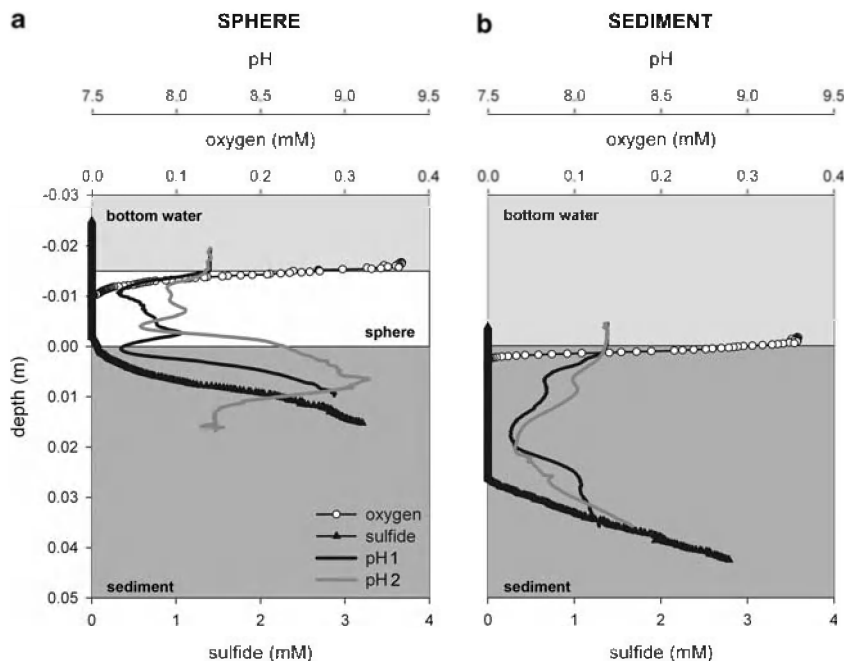 a SPHERE
pH
7.5 8.0 8.5 9.0 9.5
oxygen (mM)
0.0 0.1 0.2 0.3 0.4
-0.03
-0.02
-0.01
0.00
0.01
0.02
0.03
0.04
0.05
depth (m)
bottom water
sphere
oxygen
sulfide
pH 1
pH 2
sediment
0 1 2 3 4
sulfide (mM)
b SEDIMENT
pH
7.5 8.0 8.5 9.0 9.5
oxygen (mM)
0.0 0.1 0.2 0.3 0.4
bottom water
sediment
0 1 2 3 4
sulfide (mM)